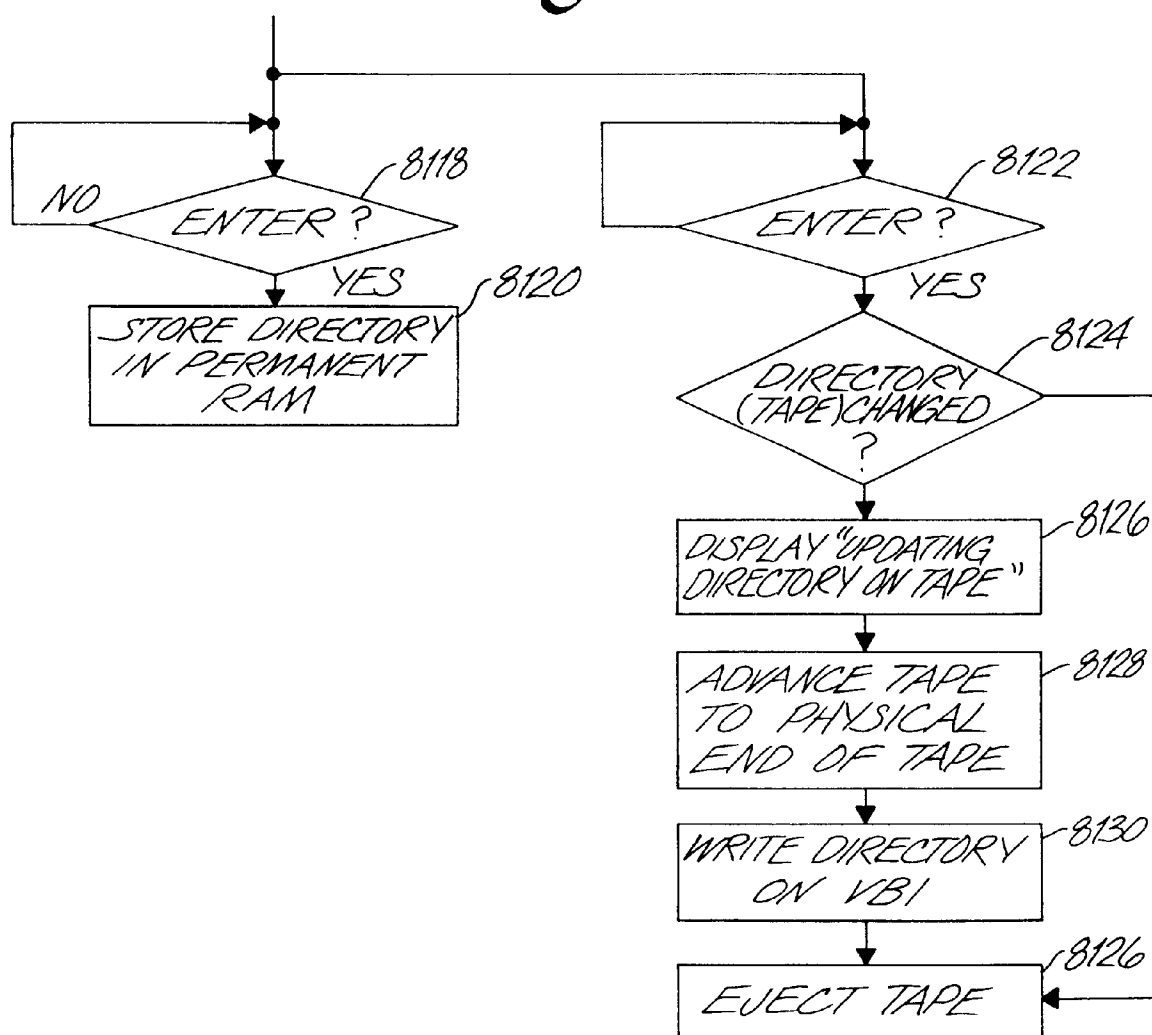 8118
NO
ENTER ?
YES
8120
STORE DIRECTORY
IN PERMANENT
RAM
8122
ENTER ?
YES
8124
DIRECTORY
(TAPE) CHANGED
?
8126
DISPLAY "UPDATING
DIRECTORY ON TAPE"
8128
ADVANCE TAPE
TO PHYSICAL
END OF TAPE
8130
WRITE DIRECTORY
ON VBI
8126
EJECT TAPE